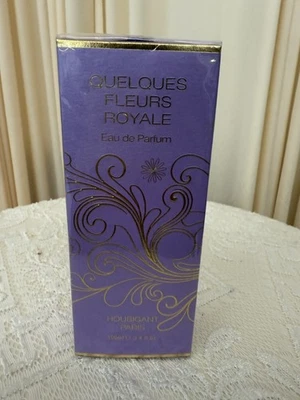 QUELQUES
FLEURS
ROYALE
Eau de Parfum
HOUBIGANT
PARIS